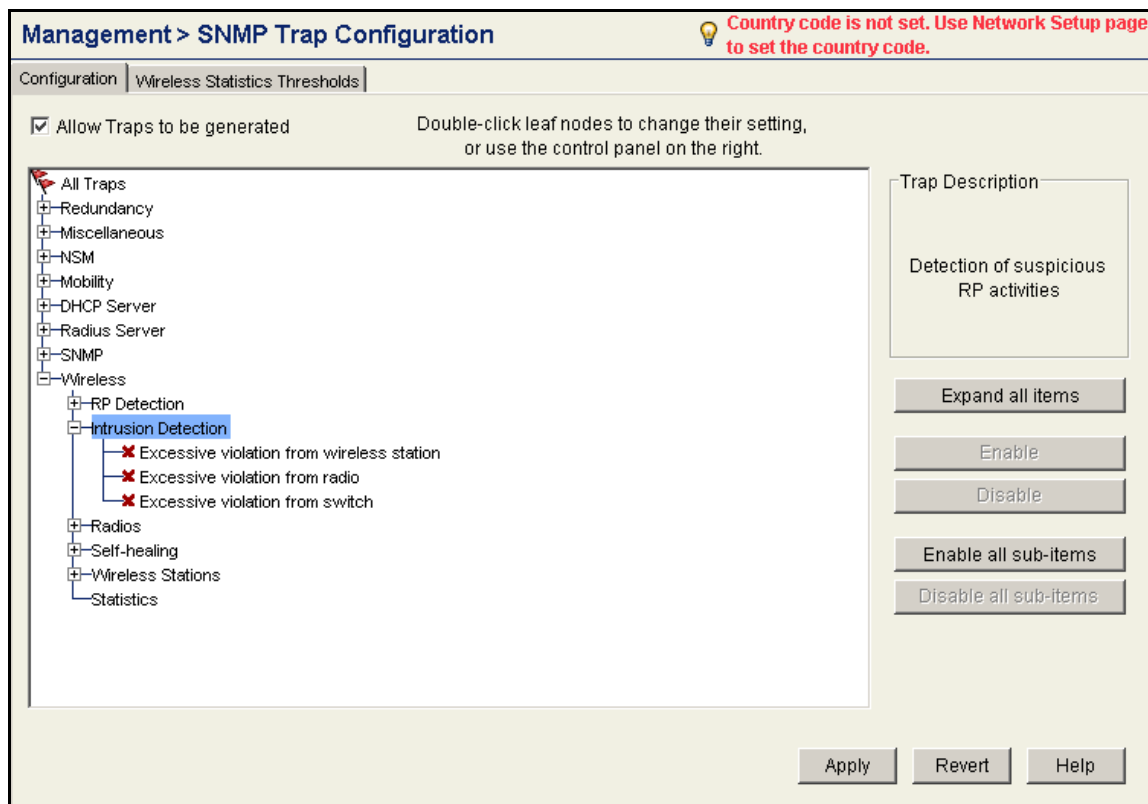 Management > SNMP Trap Configuration
Country code is not set. Use Network Setup page
to set the country code.
Configuration
Wireless Statistics Thresholds
Allow Traps to be generated
Double-click leaf nodes to change their setting,
or use the control panel on the right.
All Traps
Redundancy
Miscellaneous
NSM
Mobility
DHCP Server
Radius Server
SNMP
Wireless
RP Detection
Intrusion Detection
Excessive violation from wireless station
Excessive violation from radio
Excessive violation from switch
Radios
Self-healing
Wireless Stations
Statistics
Trap Description
Detection of suspicious
RP activities
Expand all items
Enable
Disable
Enable all sub-items
Disable all sub-items
Apply
Revert
Help